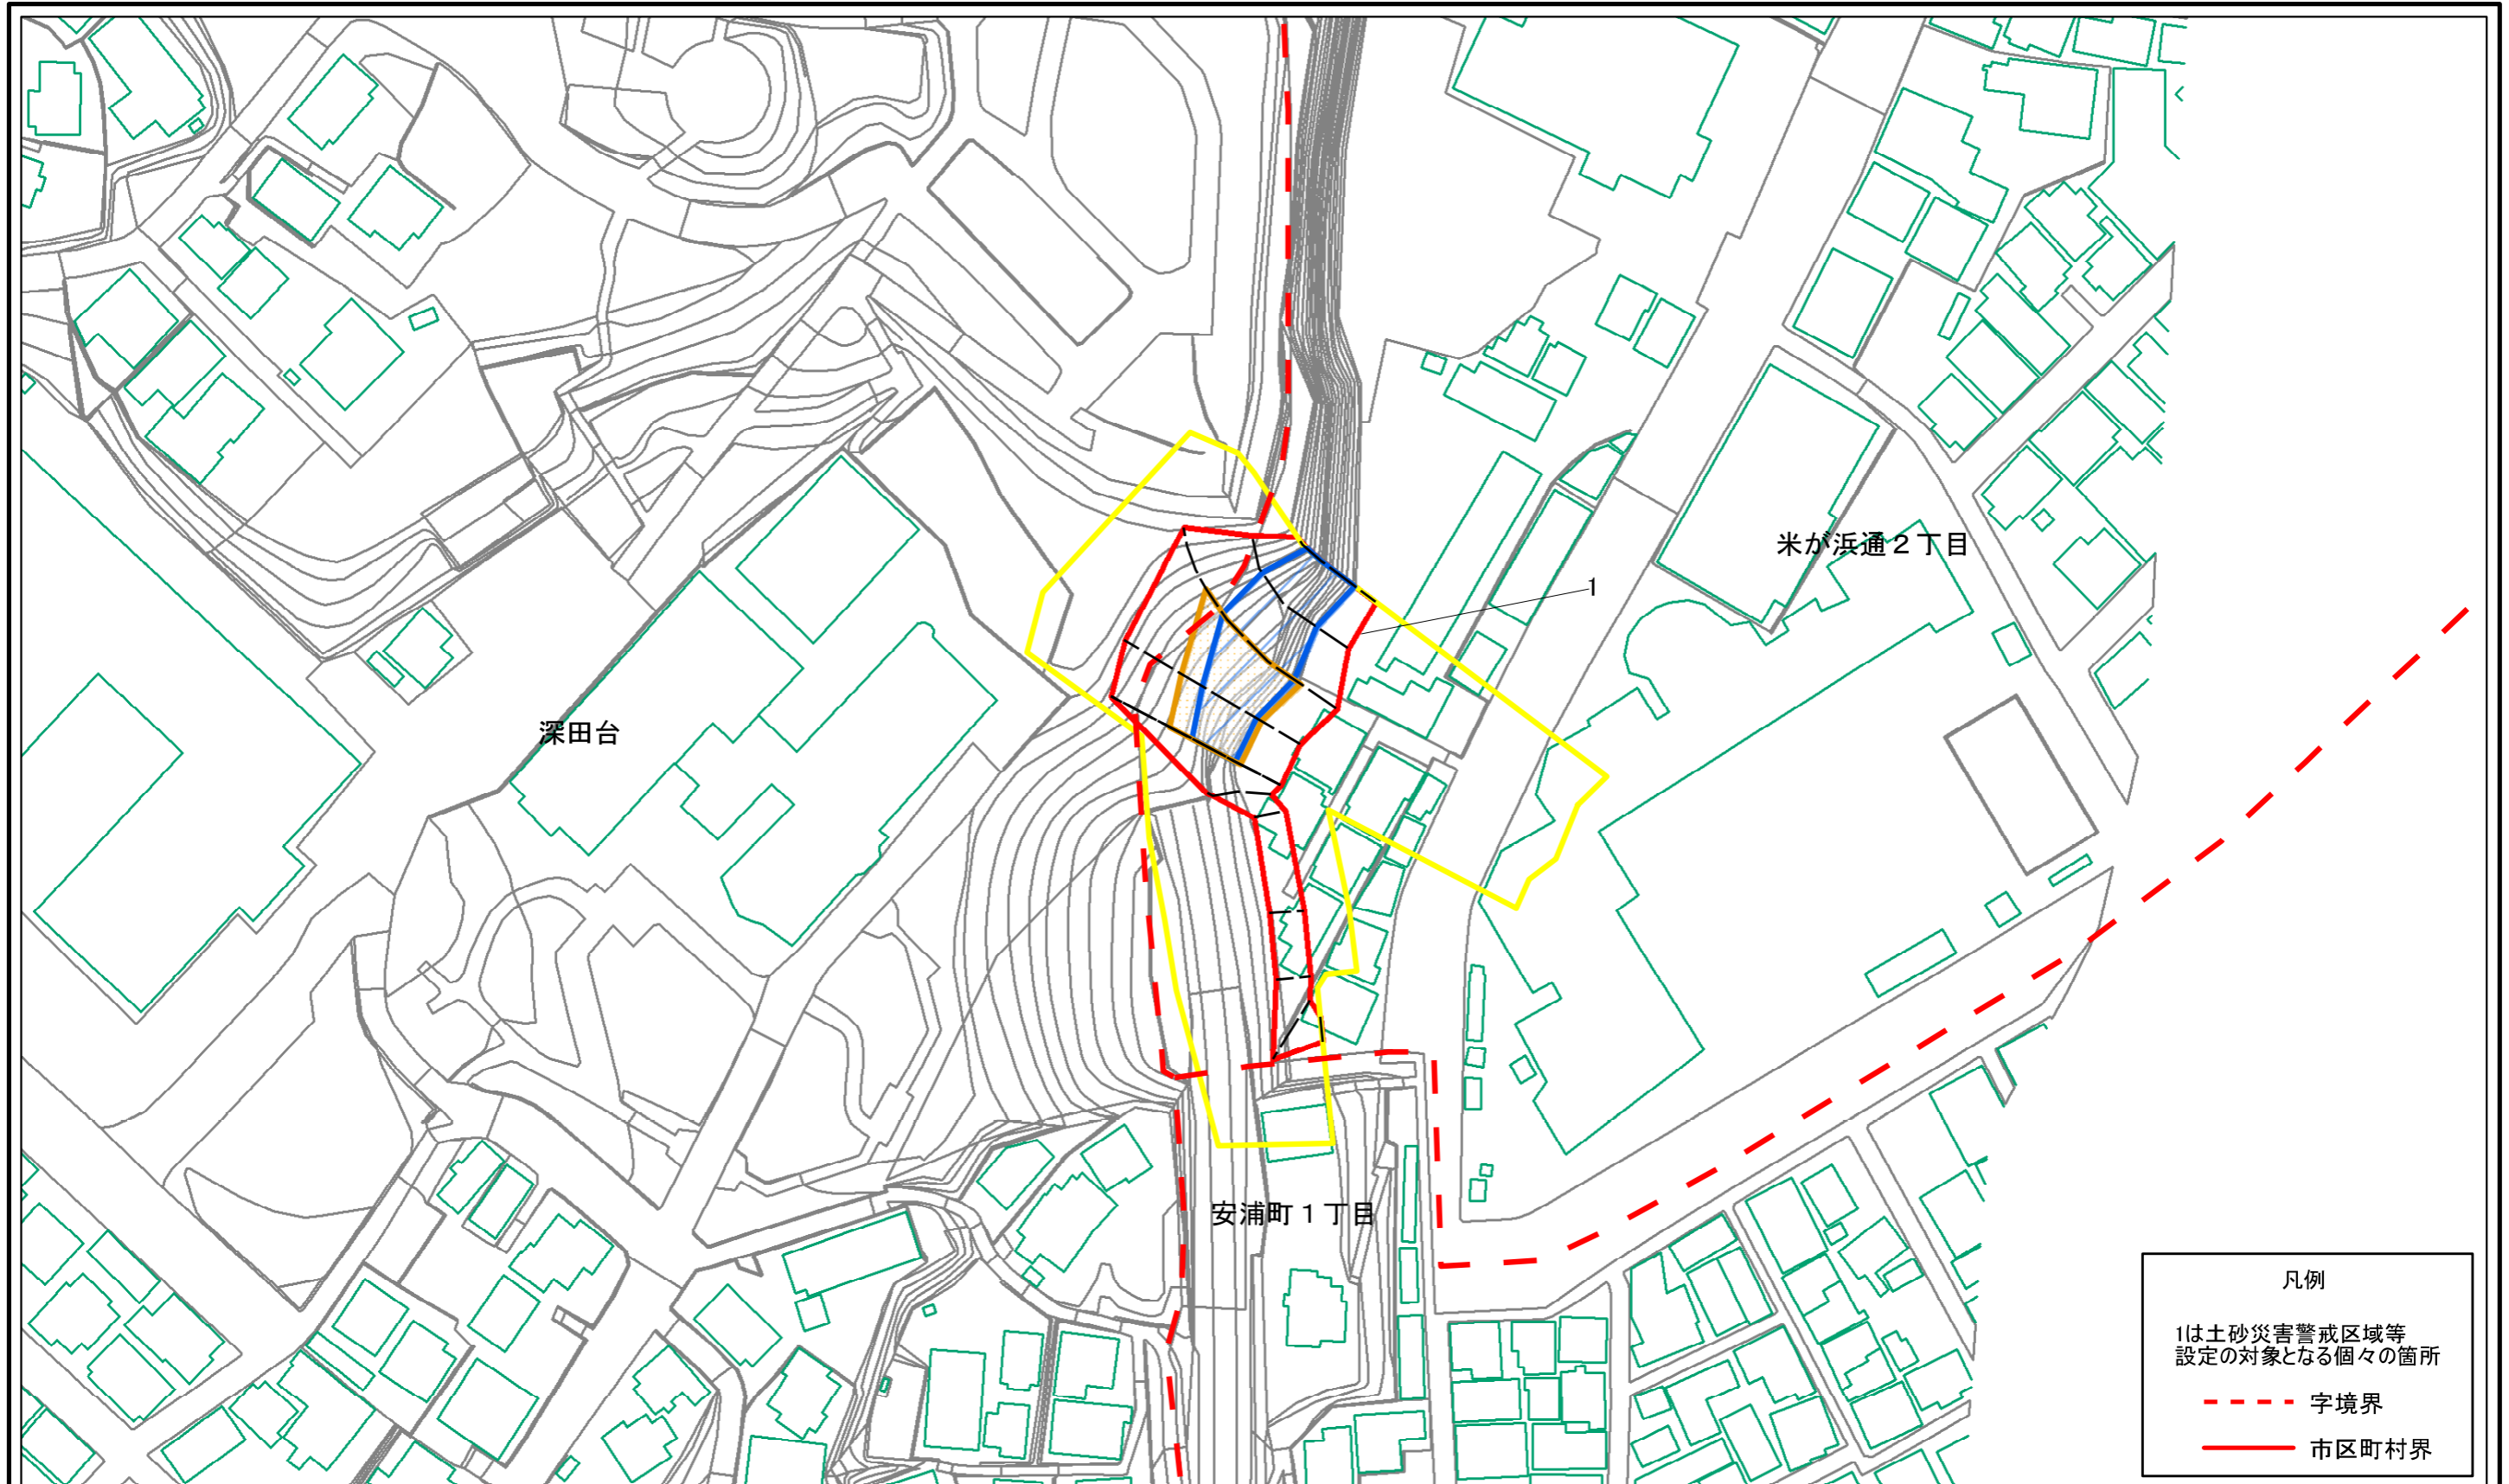 米が浜通２丁目
1
深田台
安浦町１丁目
凡例
1は土砂災害警戒区域等
設定の対象となる個々の箇所
字境界
市区町村界